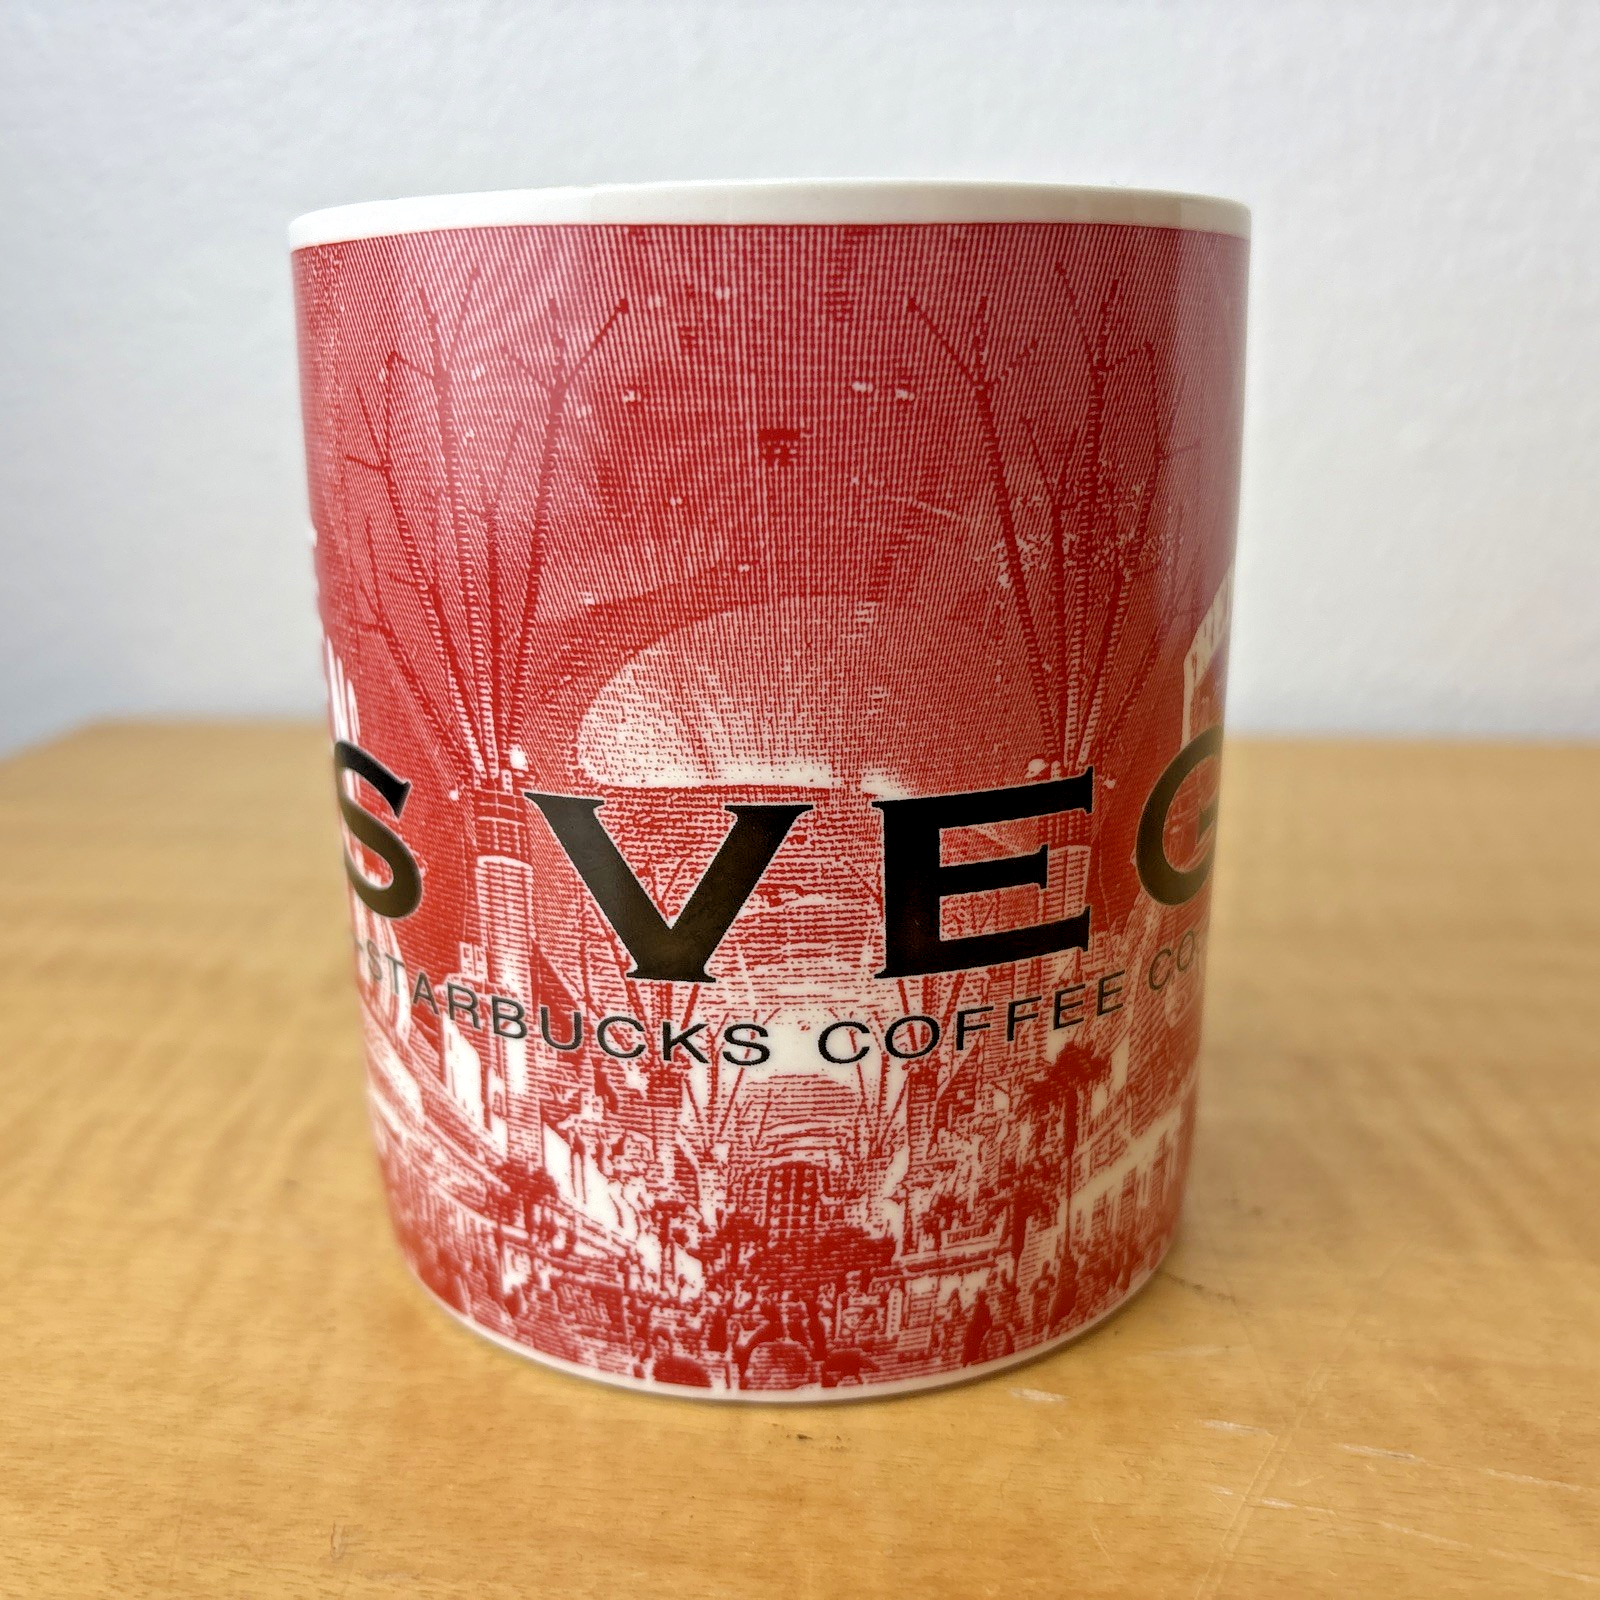 S VEG
-STARBUCKS COFFEE CO-